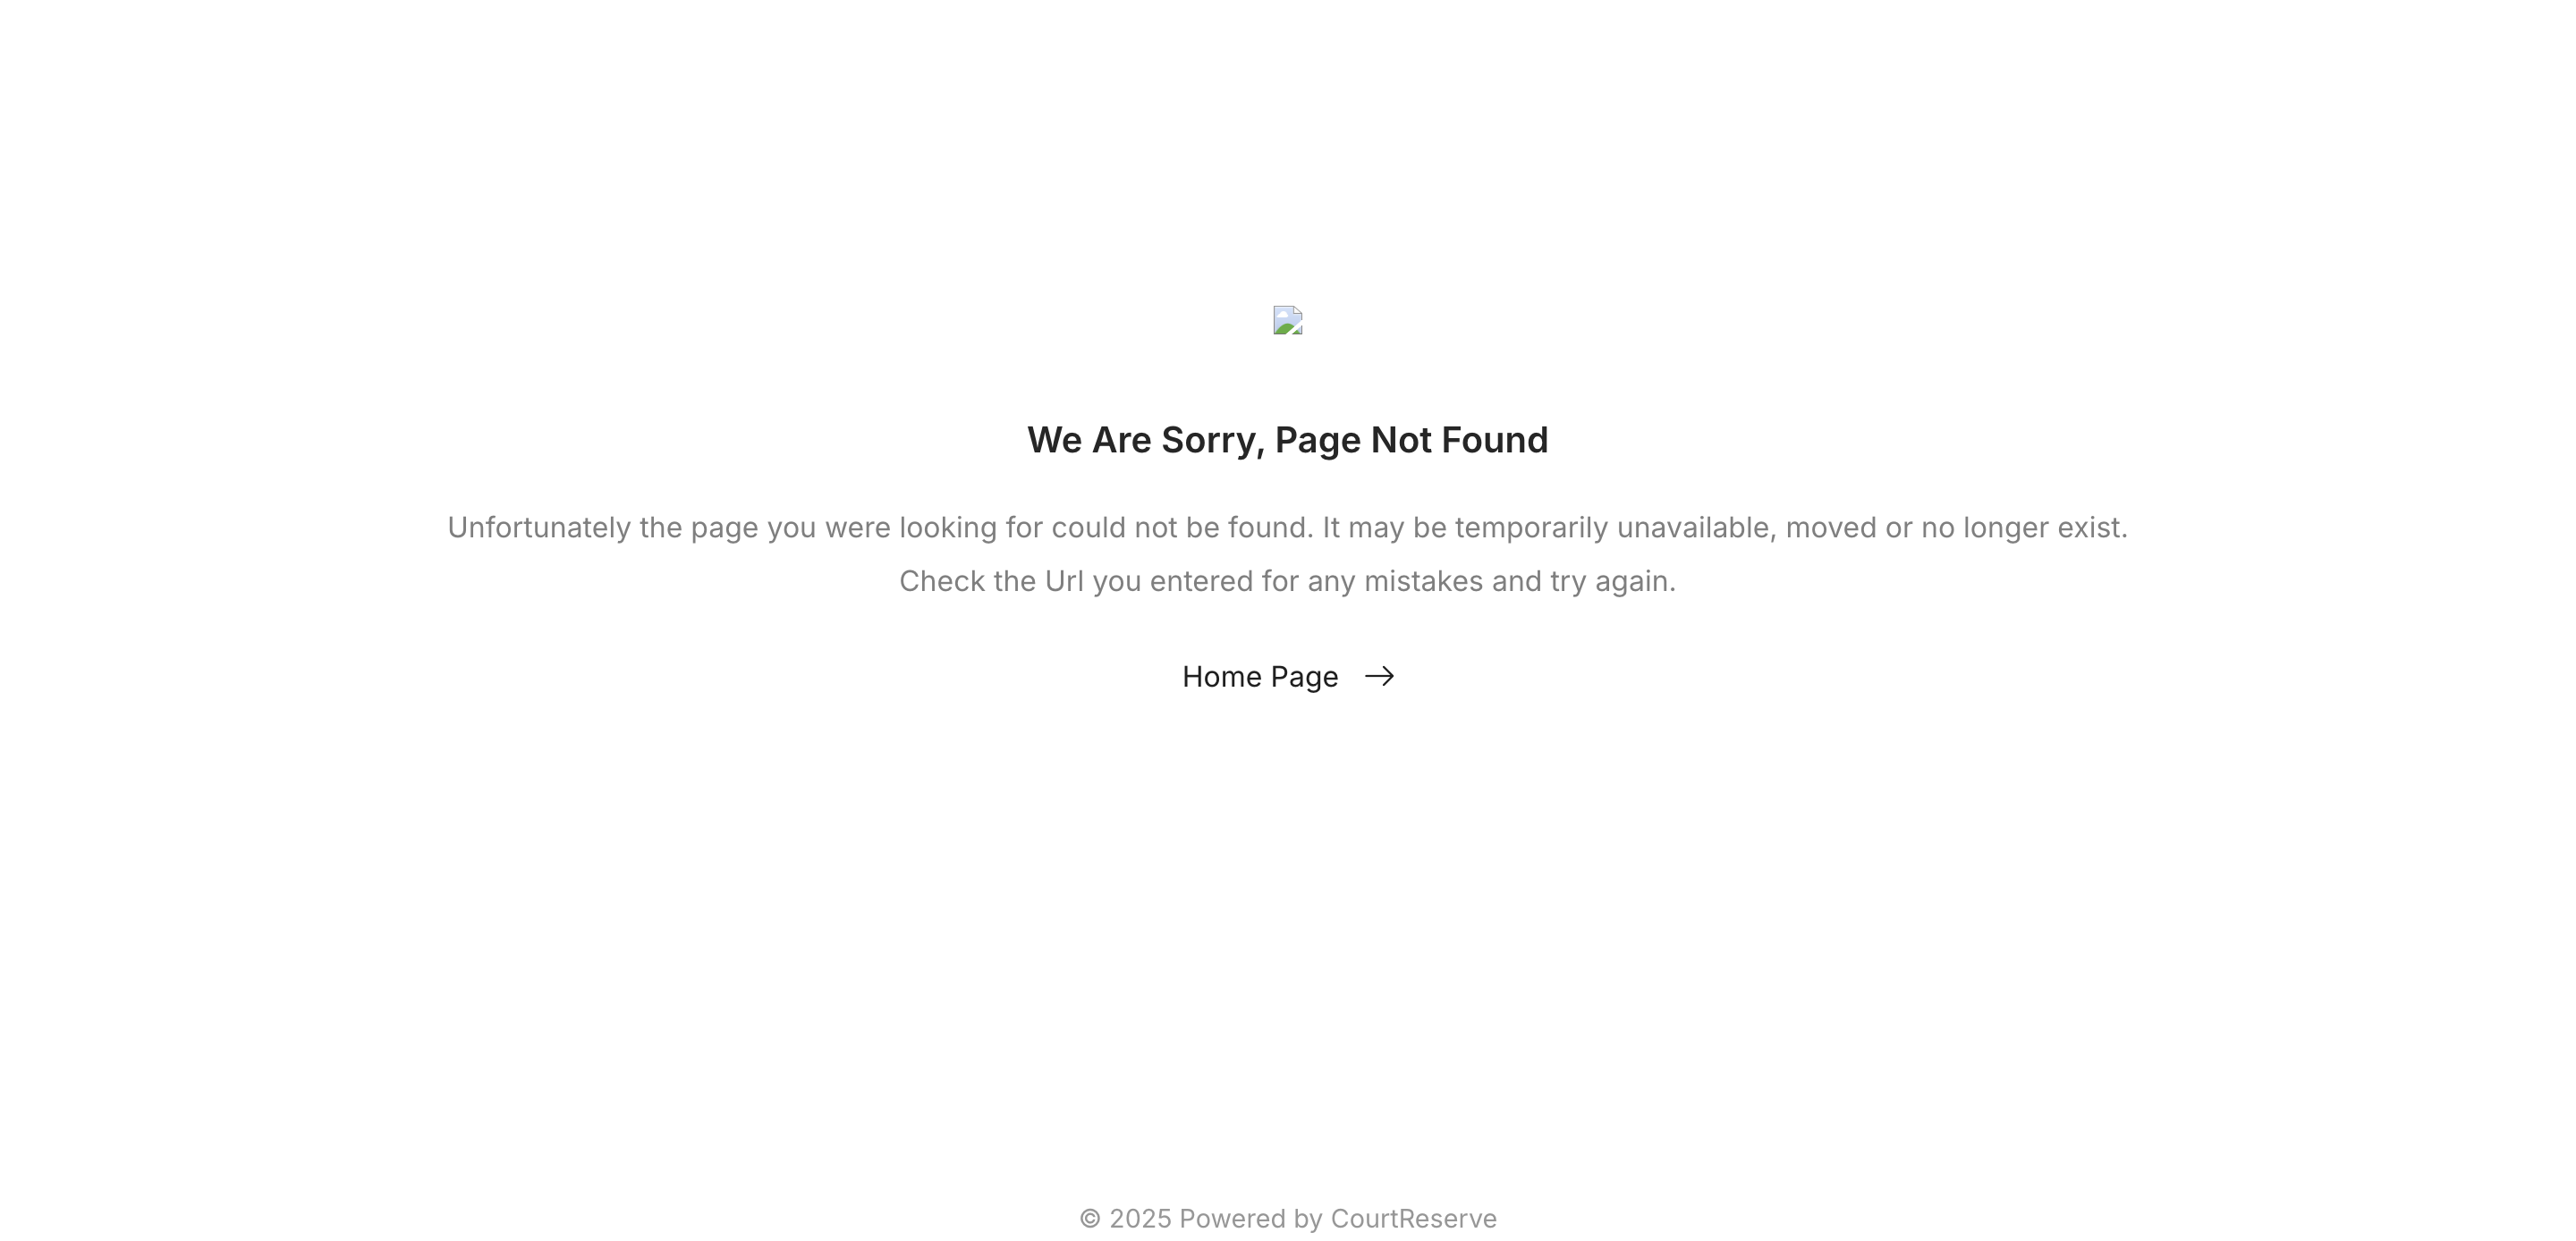 We Are Sorry, Page Not Found
Unfortunately the page you were looking for could not be found. It may be temporarily unavailable, moved or no longer exist.
Check the Url you entered for any mistakes and try again.
Home Page
© 2025 Powered by CourtReserve